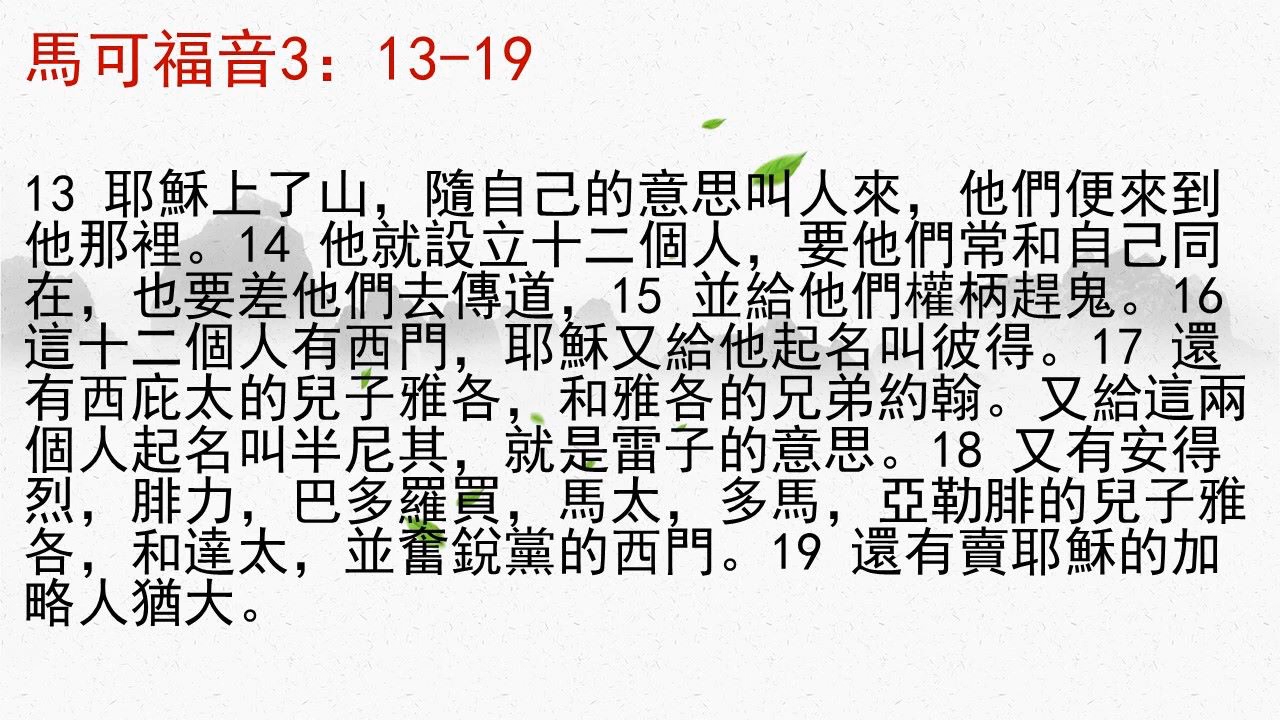 馬可福音3：13-19
13 耶穌上了山，隨自己的意思叫人來，他們便來到
他那裡。14 他就設立十二個人，要他們常和自己同
在，也要差他們去傳道，15 並給他們權柄趕鬼。16
這十二個人有西門，耶穌又給他起名叫彼得。17 還
有西庇太的兒子雅各，和雅各的兄弟約翰。又給這兩
個人起名叫半尼其，就是雷子的意思。18 又有安得
烈，腓力，巴多羅買，馬太，多馬，亞勒腓的兒子雅
各，和達太，並奮銳黨的西門。19 還有賣耶穌的加
略人猶大。